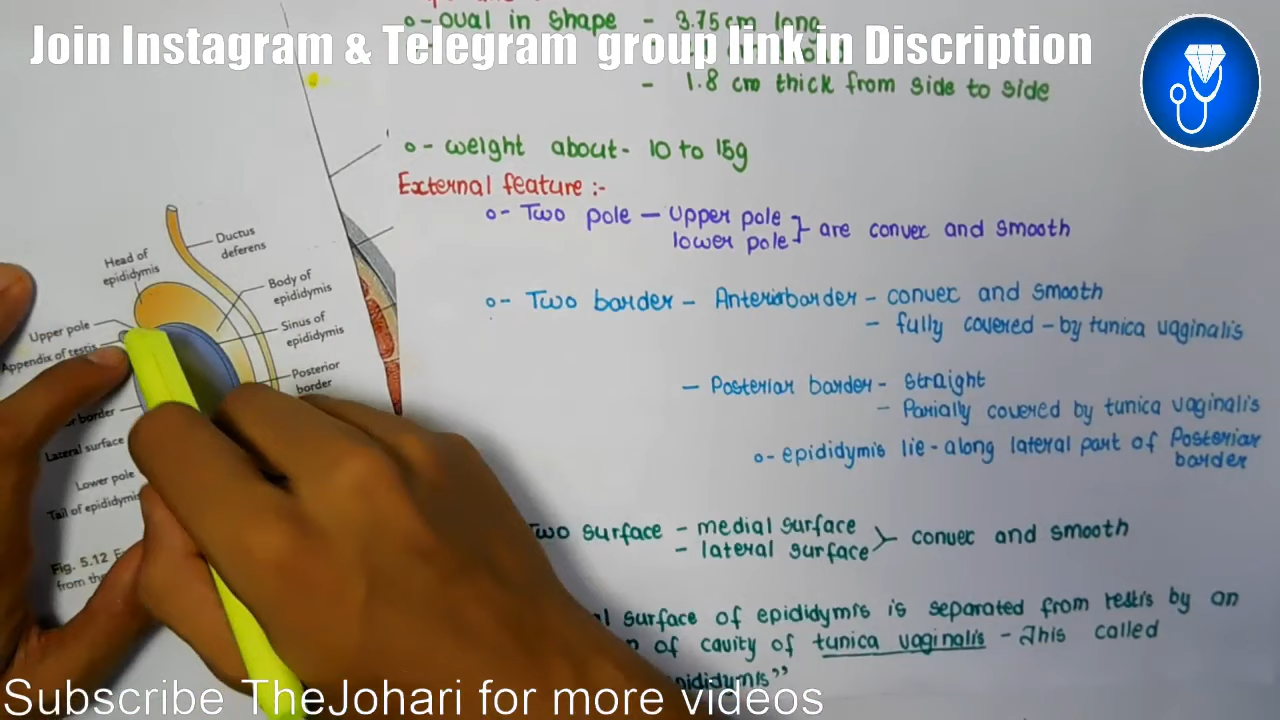 o- oval in shape - 3.75 cm long
Join Instagram & Telegram group link in Discription
- 1.8 cm thick from side to side
o- weight about- 10 to 15g
External feature :-
o- Two pole - upper pole
lower pole } are convex and smooth
o- Two border - Anteriorborder - convex and smooth
- fully covered - by tunica vaginalis
- Posterior border - straight
- Parially covered by tunica vaginalis
o- epididymis lie - along lateral part of Posterior
border
Two surface - medial surface
- lateral surface > convex and smooth
surface of epididymis is separated from testis by an
of cavity of tunica vaginalis - This called
Ductus
deferens
Head of
epididymis
Body of
epididymis
Upper pole
Sinus of
epididymis
Appendix of testis
Posterior
border
border
Lateral surface
Lower pole
Tail of epididymis
Fig. 5.12
from the
Subscribe TheJohari for more videos